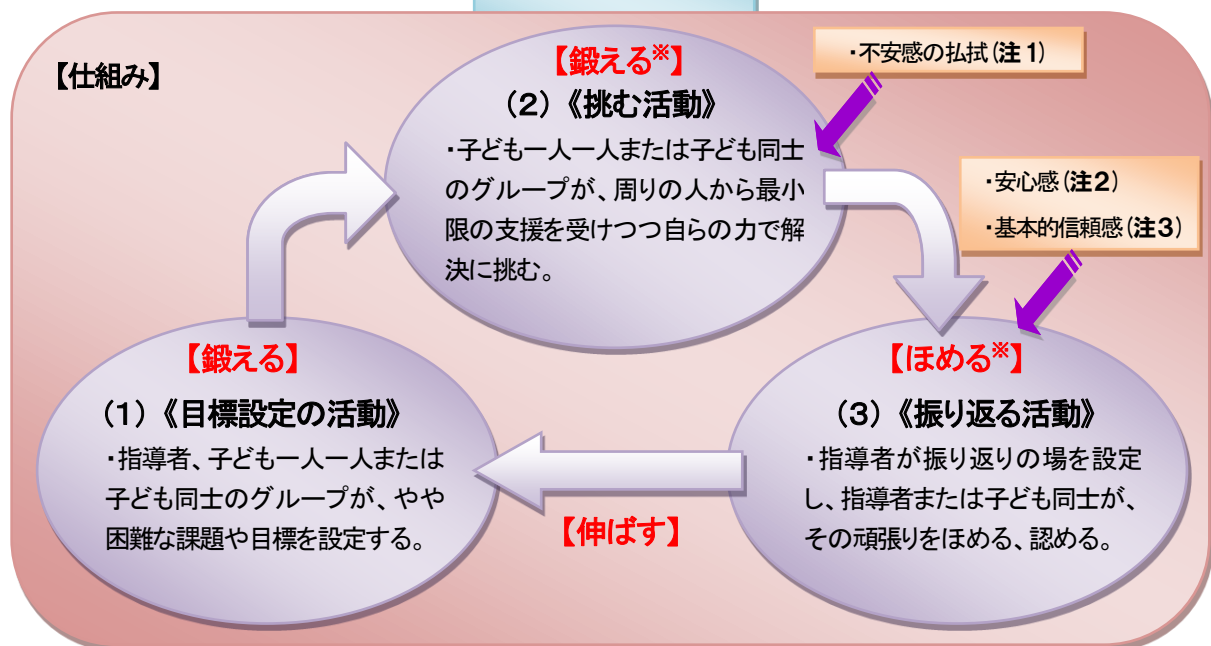 【仕組み】
【鍛える※】
(2)《挑む活動》
・子ども一人一人または子ども同士
のグループが、周りの人から最小
限の支援を受けつつ自らの力で解
決に挑む。
・不安感の払拭(注1)
・安心感(注2)
・基本的信頼感(注3)
【鍛える】
(1)《目標設定の活動》
・指導者、子ども一人一人または
子ども同士のグループが、やや
困難な課題や目標を設定する。
【ほめる※】
(3)《振り返る活動》
・指導者が振り返りの場を設定
し、指導者または子ども同士が、
その頑張りをほめる、認める。
【伸ばす】